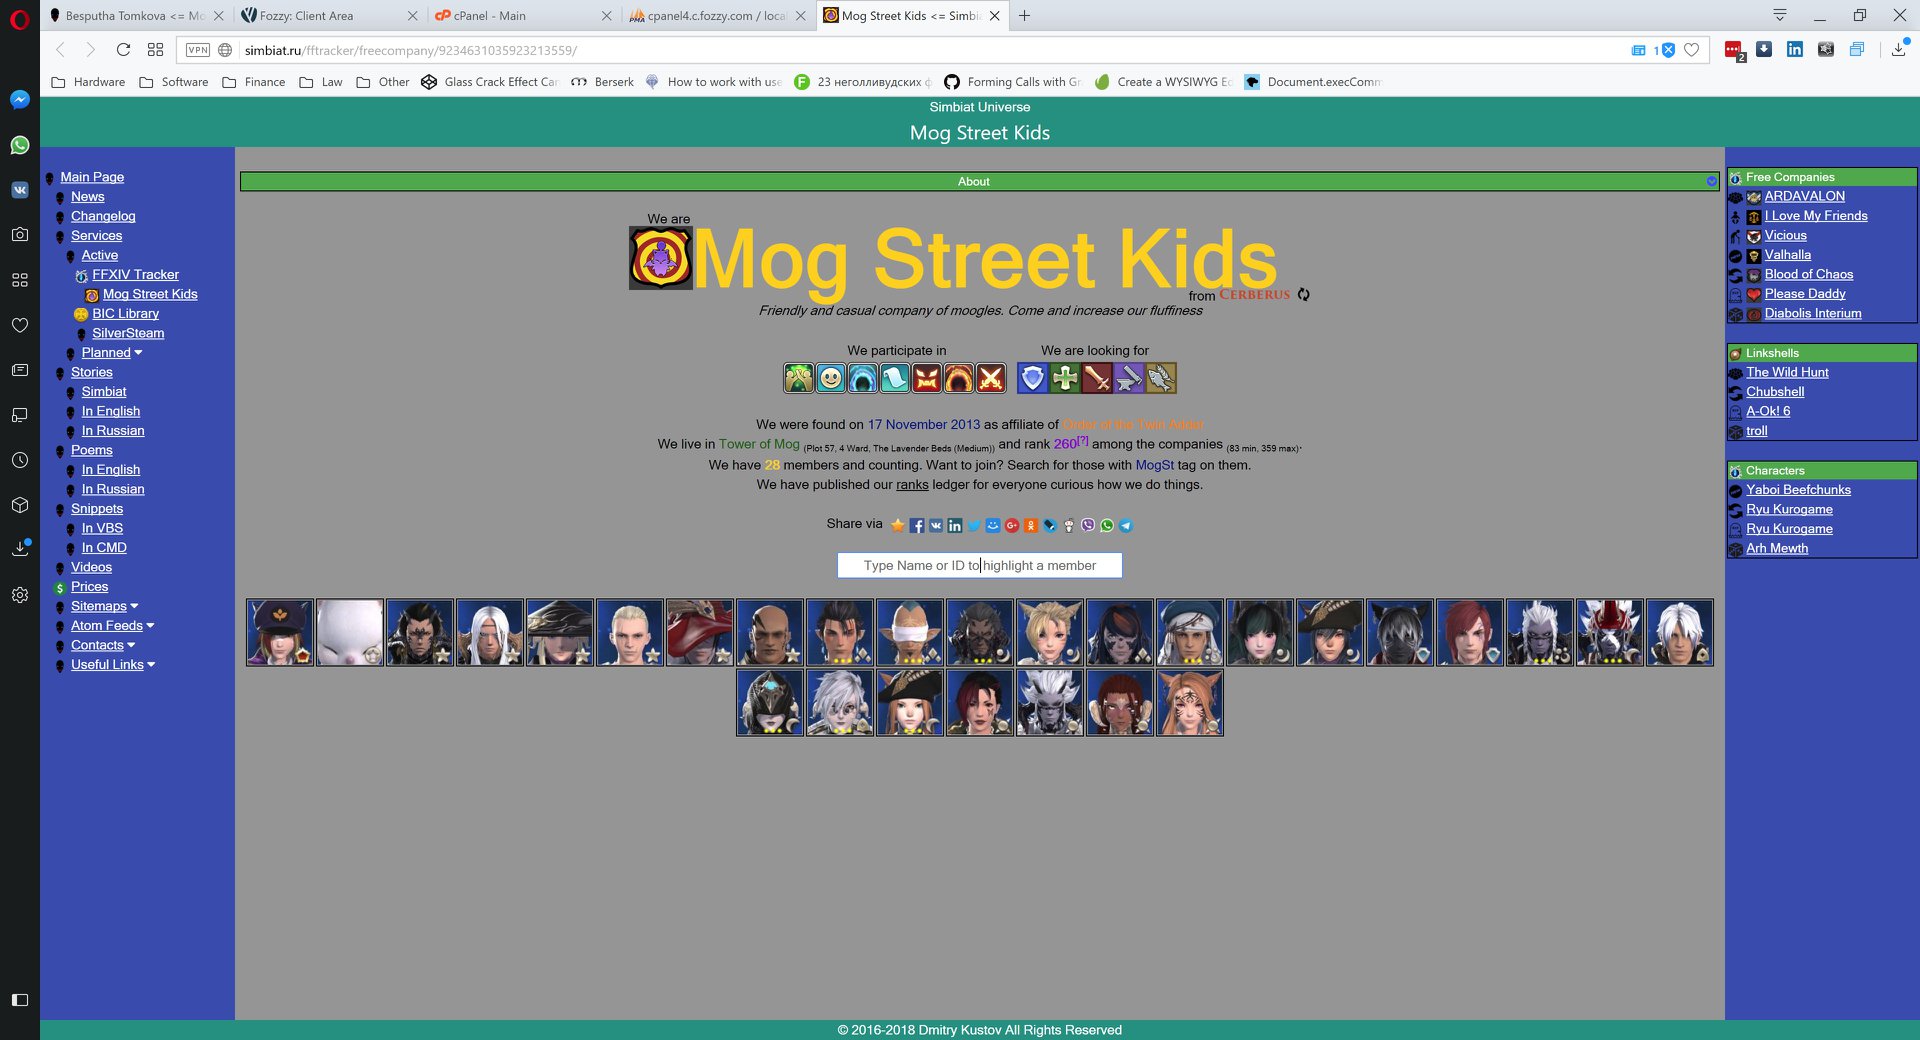 Besputha Tomkova <= Mo
Fozzy: Client Area
cPanel - Main
cpanel4.c.fozzy.com / loca
Mog Street Kids <= Simbi
VPN
simbiat.ru/fftracker/freecompany/9234631035923213559/
1
2
Hardware
Software
Finance
Law
Other
Glass Crack Effect Can
Berserk
How to work with use
23 неголливудских ф
Forming Calls with Gr
Create a WYSIWYG Ed
Document.execComm
Simbiat Universe
Mog Street Kids
Main Page
News
Changelog
Services
Active
FFXIV Tracker
Mog Street Kids
BIC Library
SilverSteam
Planned
Stories
Simbiat
In English
In Russian
Poems
In English
In Russian
Snippets
In VBS
In CMD
Videos
Prices
Sitemaps
Atom Feeds
Contacts
Useful Links
About
We are
Mog Street Kids
from CERBERUS
Friendly and casual company of moogles. Come and increase our fluffiness
We participate in
We are looking for
We were found on 17 November 2013 as affiliate of Order of the Twin Adder
We live in Tower of Mog (Plot 57, 4 Ward, The Lavender Beds (Medium)) and rank 260[?] among the companies (83 min, 359 max).
We have 28 members and counting. Want to join? Search for those with MogSt tag on them.
We have published our ranks ledger for everyone curious how we do things.
Share via
Type Name or ID to highlight a member
Free Companies
ARDAVALON
I Love My Friends
Vicious
Valhalla
Blood of Chaos
Please Daddy
Diabolis Interium
Linkshells
The Wild Hunt
Chubshell
A-Ok! 6
troll
Characters
Yaboi Beefchunks
Ryu Kurogame
Ryu Kurogame
Arh Mewth
© 2016-2018 Dmitry Kustov All Rights Reserved